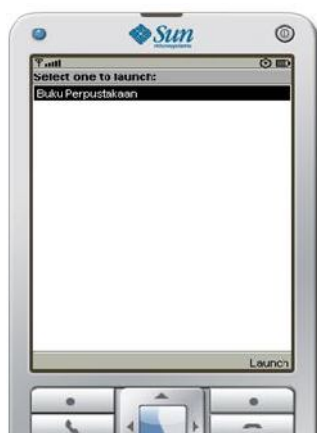 Sun
microsystems
Select one to launch:
Buku Perpustakaan
Launch